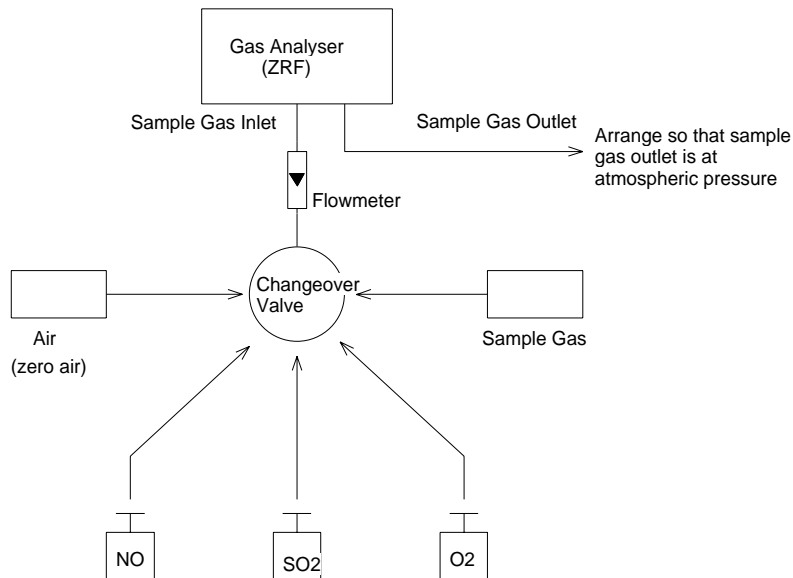 Gas Analyser
(ZRF)
Sample Gas Inlet
Sample Gas Outlet
Arrange so that sample
gas outlet is at
atmospheric pressure
Flowmeter
Changeover
Valve
Air
(zero air)
Sample Gas
NO
SO2
O2